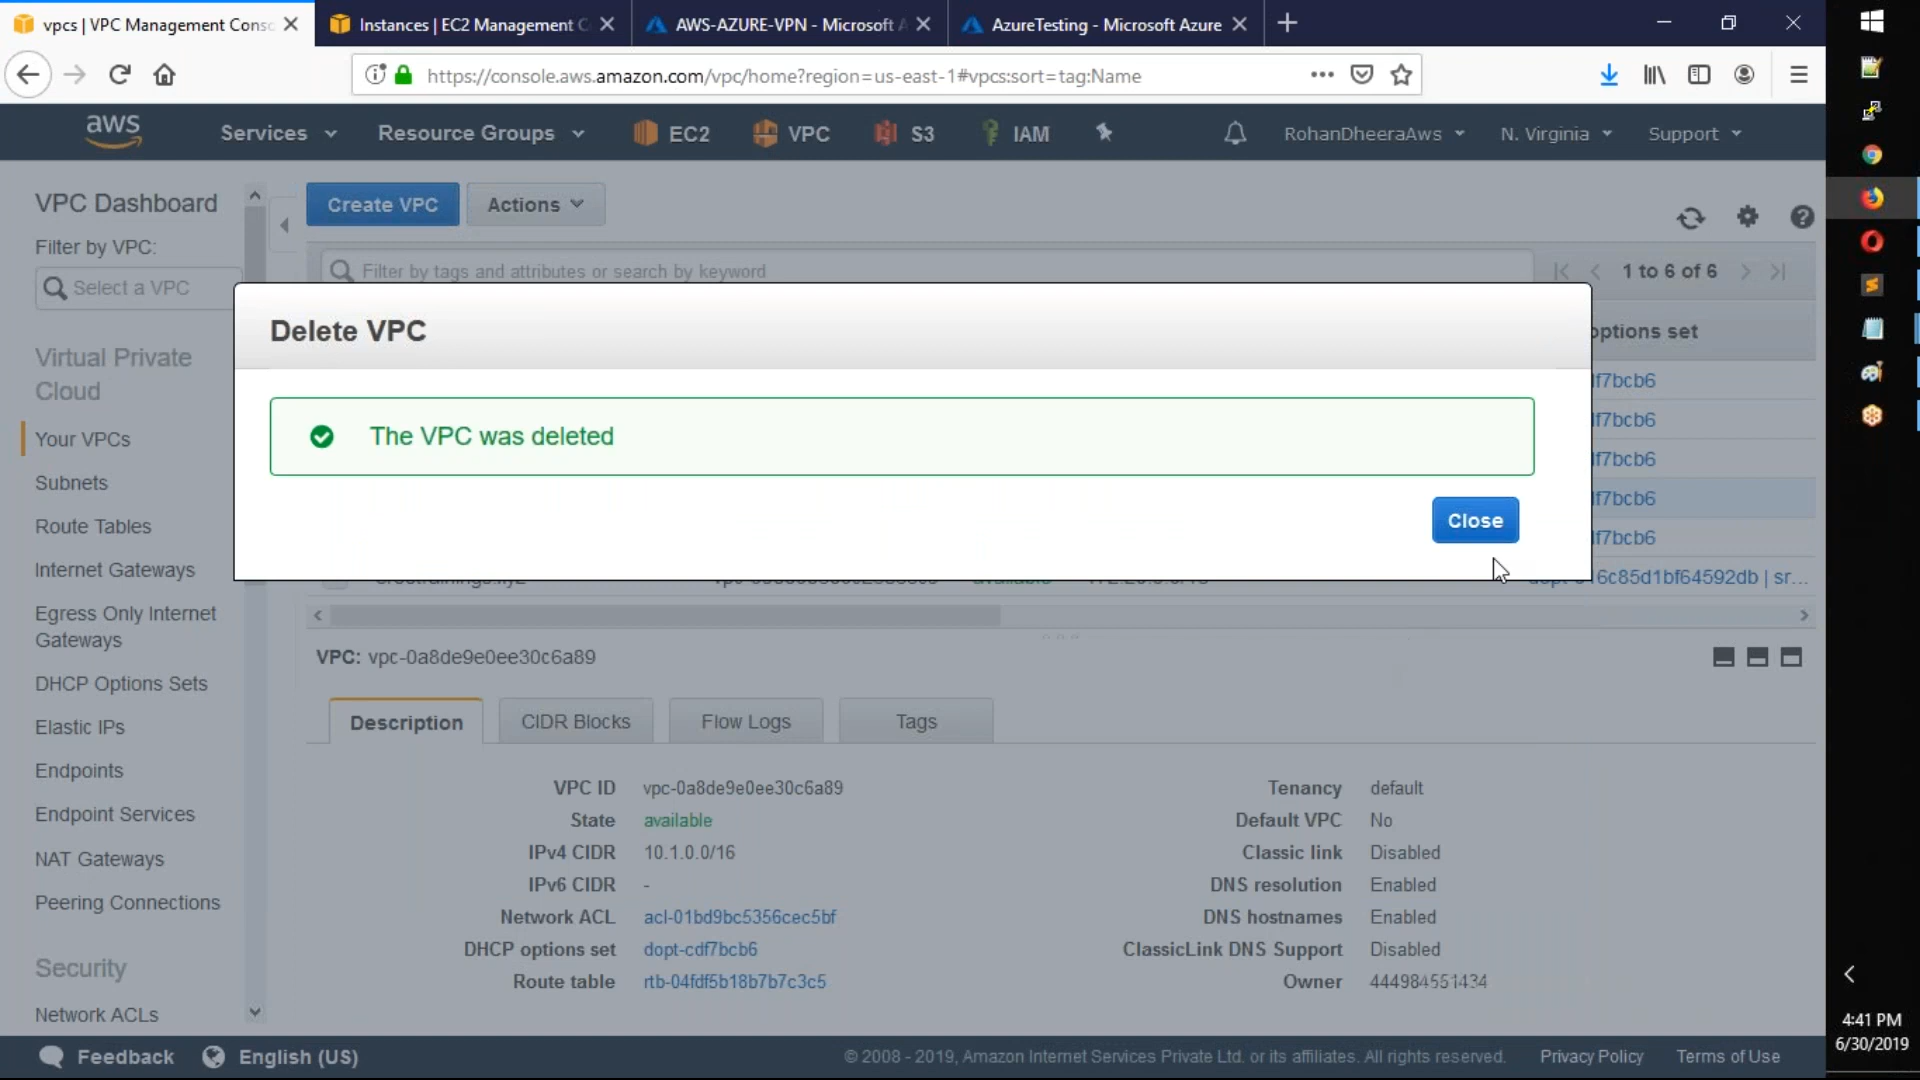 vpcs | VPC Management Cons
Instances | EC2 Management C
AWS-AZURE-VPN - Microsoft A
AzureTesting - Microsoft Azure
https://console.aws.amazon.com/vpc/home?region=us-east-1#vpcs:sort=tag:Name
aws
Services
Resource Groups
EC2
VPC
S3
IAM
RohanDheeraAws
N. Virginia
Support
VPC Dashboard
Filter by VPC:
Select a VPC
Create VPC
Actions
Filter by tags and attributes or search by keyword
1 to 6 of 6
Delete VPC
options set
The VPC was deleted
Close
Virtual Private
Cloud
Your VPCs
Subnets
Route Tables
Internet Gateways
Egress Only Internet
Gateways
DHCP Options Sets
Elastic IPs
Endpoints
Endpoint Services
NAT Gateways
Peering Connections
Security
Network ACLs
lf7bcb6
lf7bcb6
lf7bcb6
lf7bcb6
lf7bcb6
16c85d1bf64592db | sr...
VPC: vpc-0a8de9e0ee30c6a89
Description
CIDR Blocks
Flow Logs
Tags
VPC ID vpc-0a8de9e0ee30c6a89
State available
IPv4 CIDR 10.1.0.0/16
IPv6 CIDR -
Network ACL acl-01bd9bc5356cec5bf
DHCP options set dopt-cdf7bcb6
Route table rtb-04fdf5b18b7b7c3c5
Tenancy default
Default VPC No
Classic link Disabled
DNS resolution Enabled
DNS hostnames Enabled
ClassicLink DNS Support Disabled
Owner 444984551434
Feedback
English (US)
© 2008 - 2019, Amazon Internet Services Private Ltd. or its affiliates. All rights reserved.
Privacy Policy
Terms of Use
4:41 PM
6/30/2019